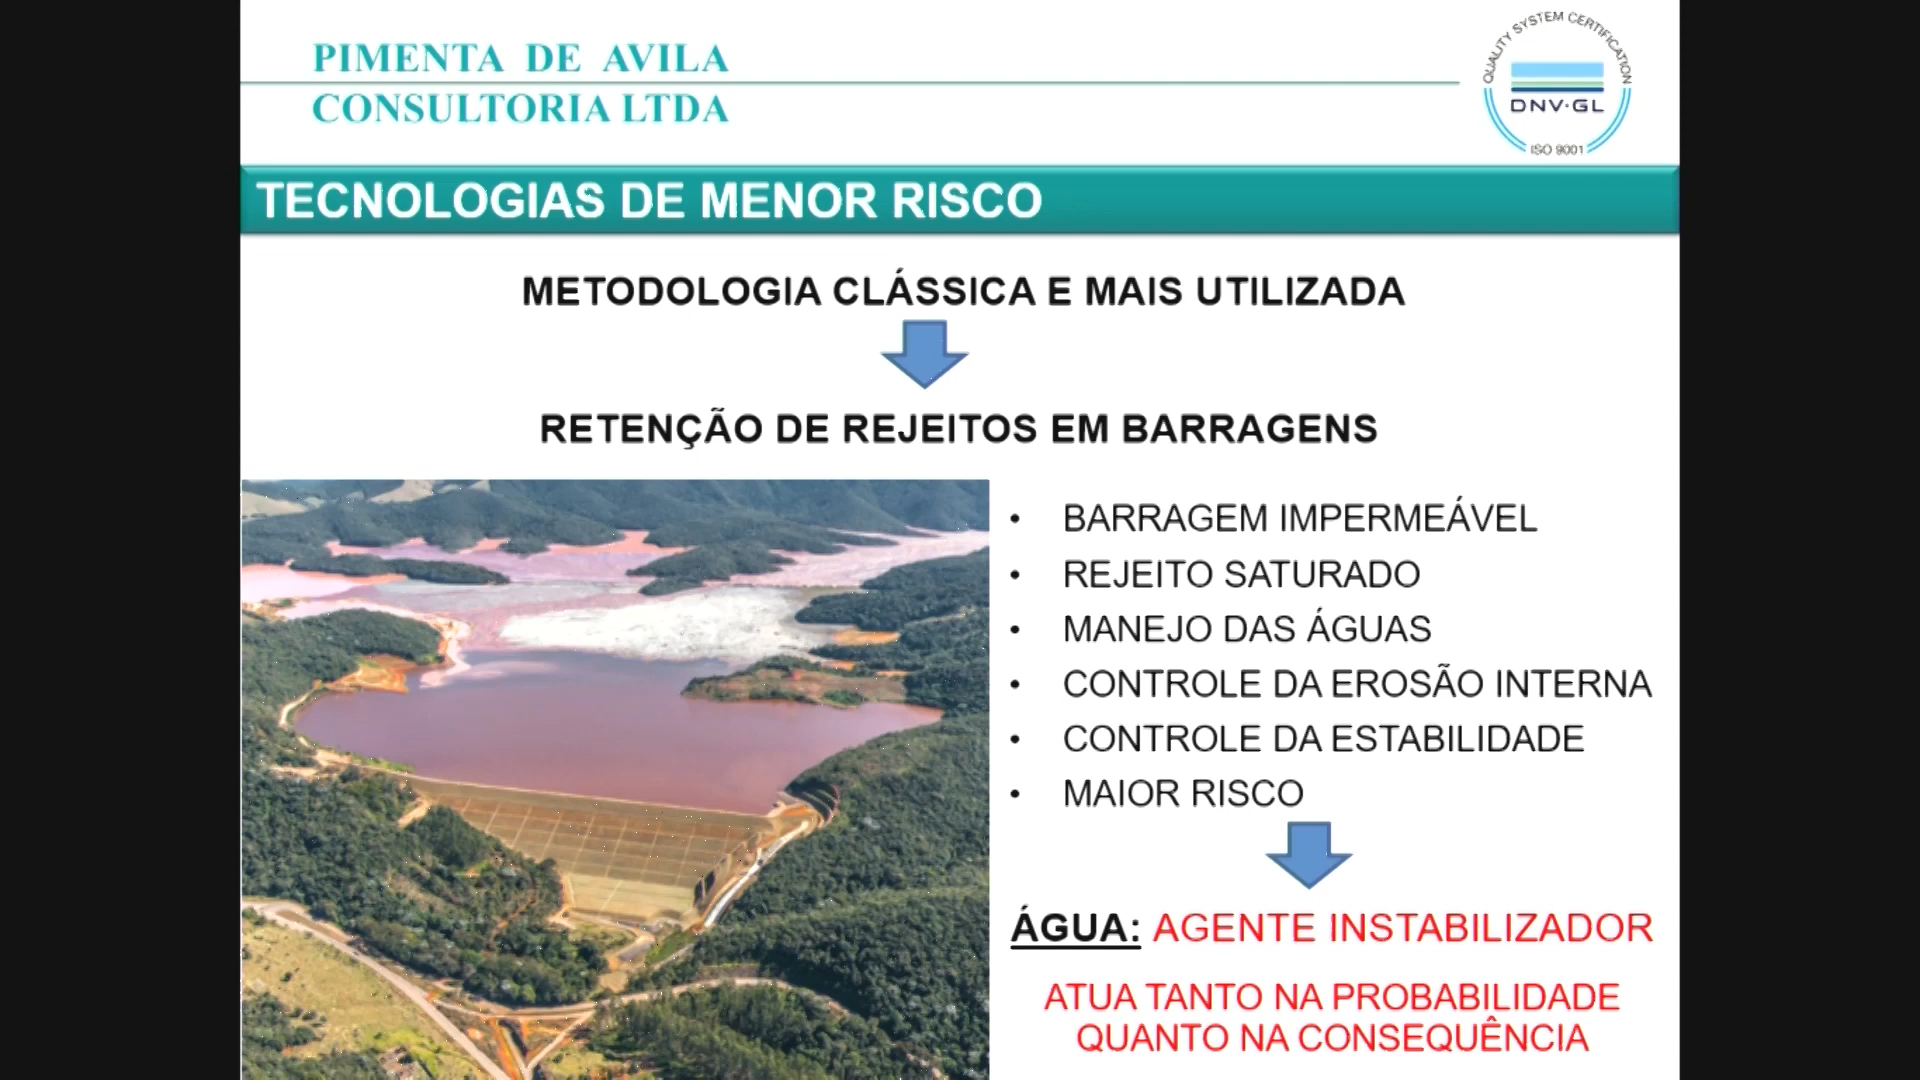 PIMENTA DE AVILA
CONSULTORIA LTDA
QUALITY SYSTEM CERTIFICATION
DNV·GL
ISO 9001
TECNOLOGIAS DE MENOR RISCO
METODOLOGIA CLÁSSICA E MAIS UTILIZADA
RETENÇÃO DE REJEITOS EM BARRAGENS
• BARRAGEM IMPERMEÁVEL
• REJEITO SATURADO
• MANEJO DAS ÁGUAS
• CONTROLE DA EROSÃO INTERNA
• CONTROLE DA ESTABILIDADE
• MAIOR RISCO
ÁGUA: AGENTE INSTABILIZADOR
ATUA TANTO NA PROBABILIDADE
QUANTO NA CONSEQUÊNCIA